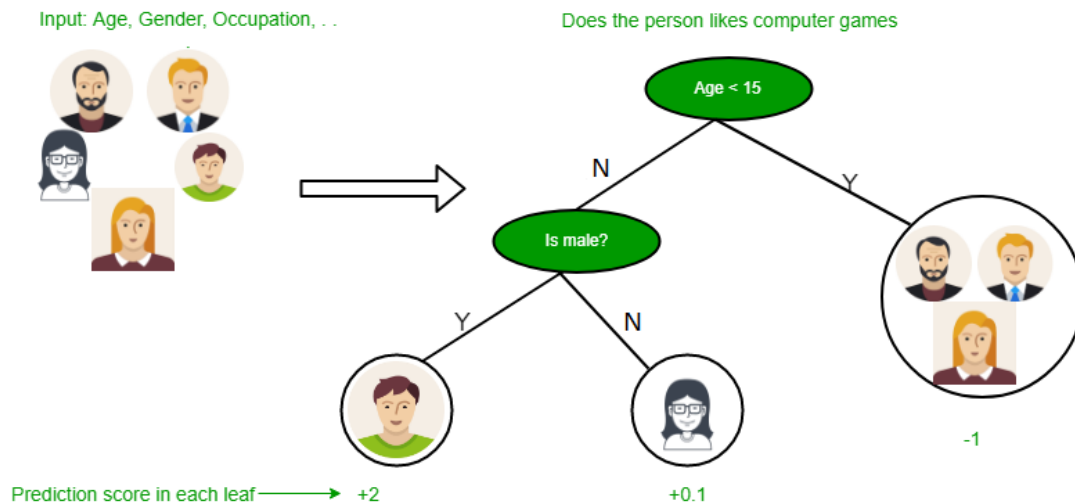 Input: Age, Gender, Occupation, . .
Does the person likes computer games
Age < 15
N
Y
Is male?
Y
N
-1
Prediction score in each leaf
+2
+0.1